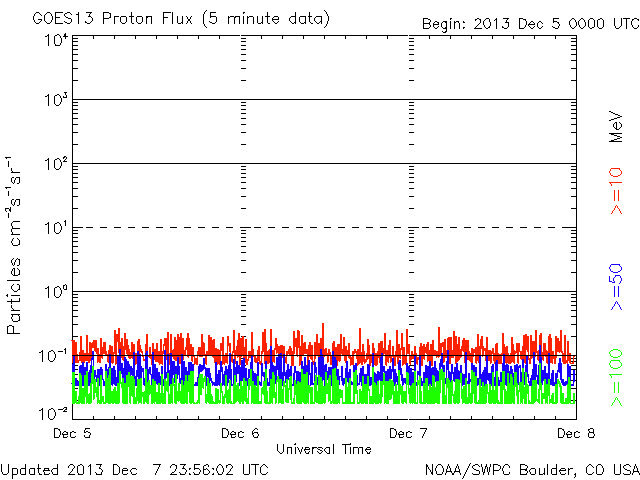 GOES13 Proton Flux (5 minute data)
Begin: 2013 Dec 5 0000 UTC
Particles cm⁻²s⁻¹sr⁻¹
10⁴
10³
10²
10¹
10⁰
10⁻¹
10⁻²
MeV
>=10
>=50
>=100
Dec 5 Dec 6 Dec 7 Dec 8
Universal Time
Updated 2013 Dec 7 23:56:02 UTC
NOAA/SWPC Boulder, CO USA